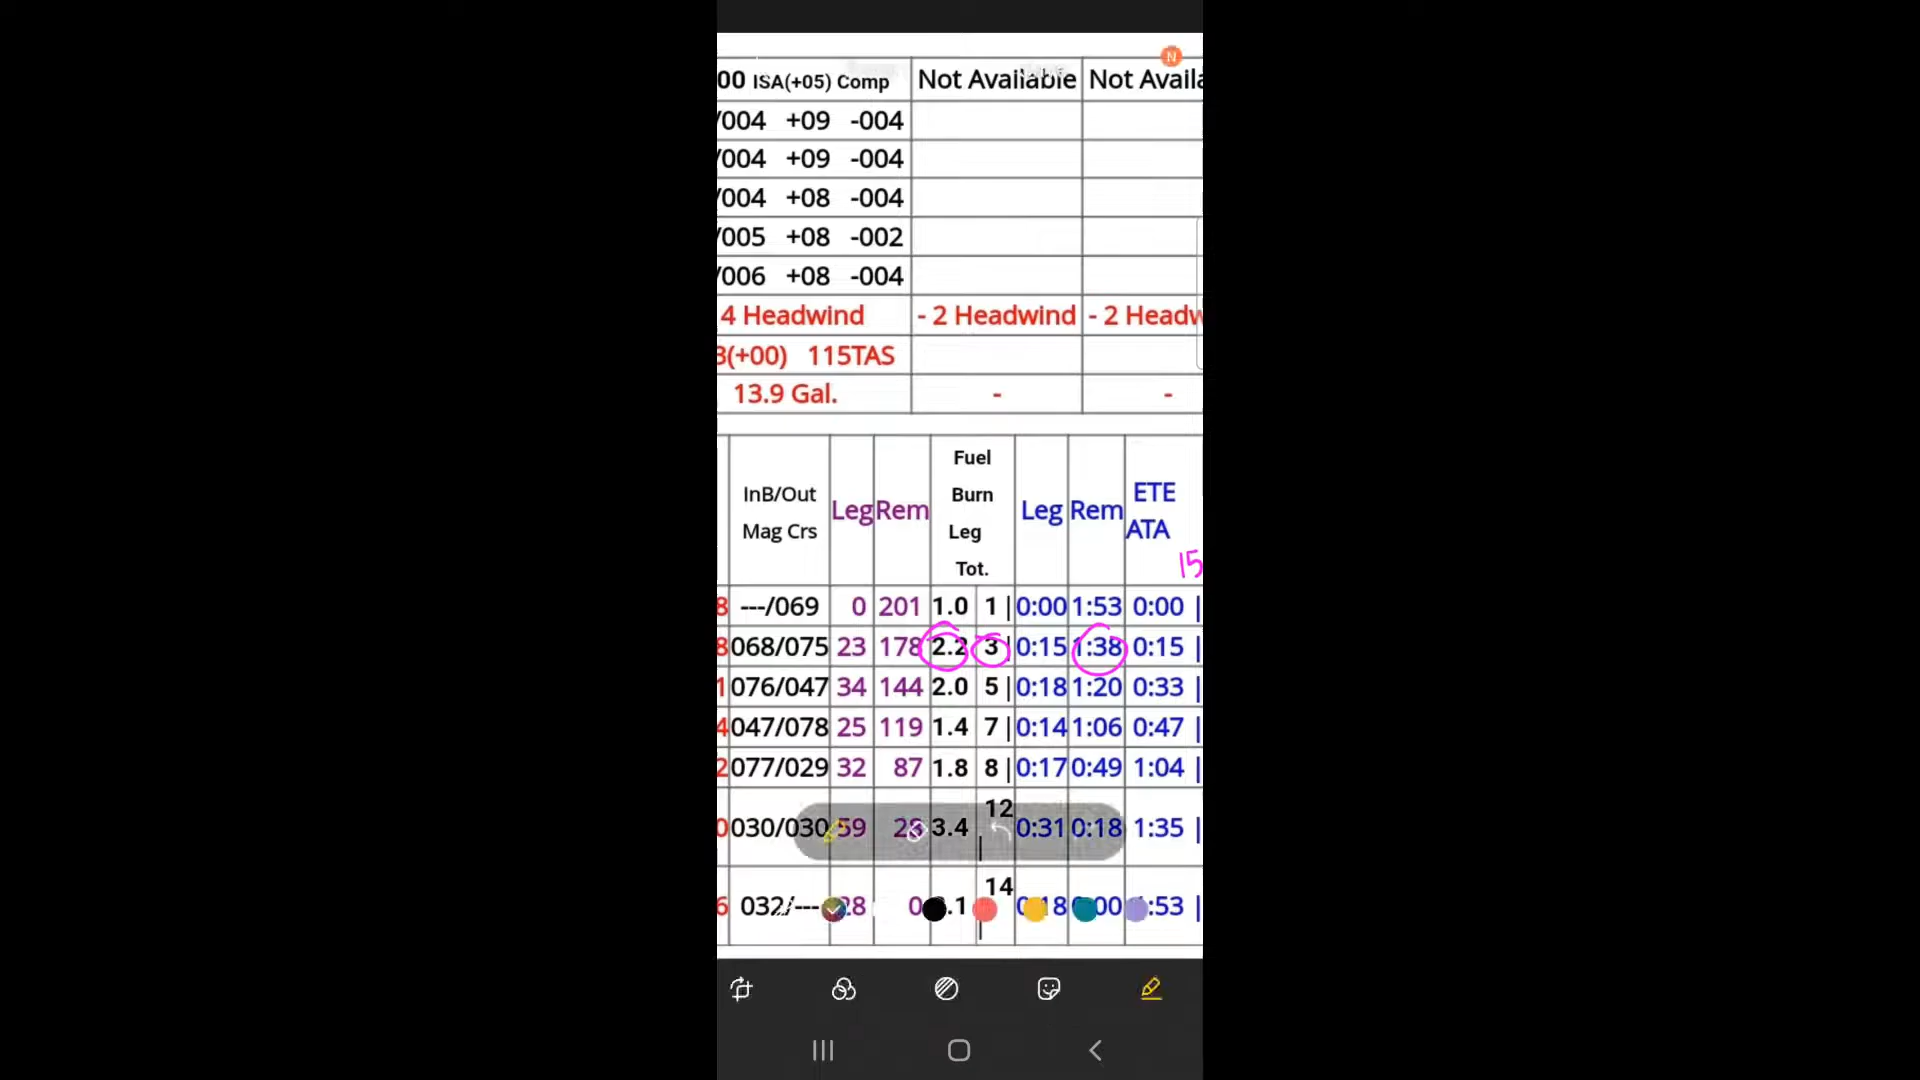 N
00 ISA(+05) Comp Not Available Not Availa
/004 +09 -004
/004 +09 -004
/004 +08 -004
/005 +08 -002
/006 +08 -004
4 Headwind - 2 Headwind - 2 Headw
3(+00) 115TAS
13.9 Gal. - -
InB/Out
Mag Crs
Leg Rem
Fuel
Burn
Leg
Tot.
Leg Rem
ETE
ATA
15
8 ---/069 0 201 1.0 1 | 0:00 1:53 0:00 |
8 068/075 23 178 2.2 3 | 0:15 1:38 0:15 |
1 076/047 34 144 2.0 5 | 0:18 1:20 0:33 |
4 047/078 25 119 1.4 7 | 0:14 1:06 0:47 |
2 077/029 32 87 1.8 8 | 0:17 0:49 1:04 |
0 030/030 59 28 3.4 12 | 0:31 0:18 1:35 |
6 032/--- 28 0 .1 14 | 0:18 :00 :53 |